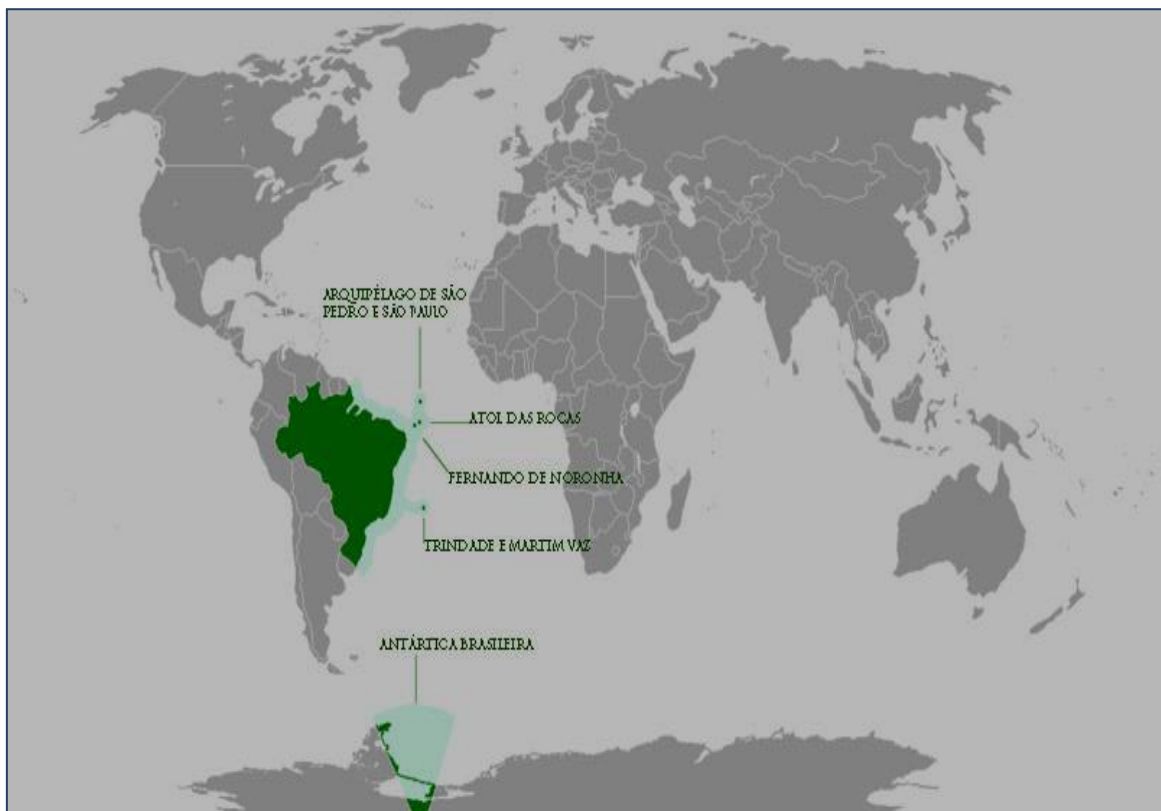 ARQUIPÉLAGO DE SÃO
PEDRO E SÃO PAULO
ATOL DAS ROCAS
FERNANDO DE NORONHA
TRINDADE E MARTIM VAZ
ANTÁRTICA BRASILEIRA